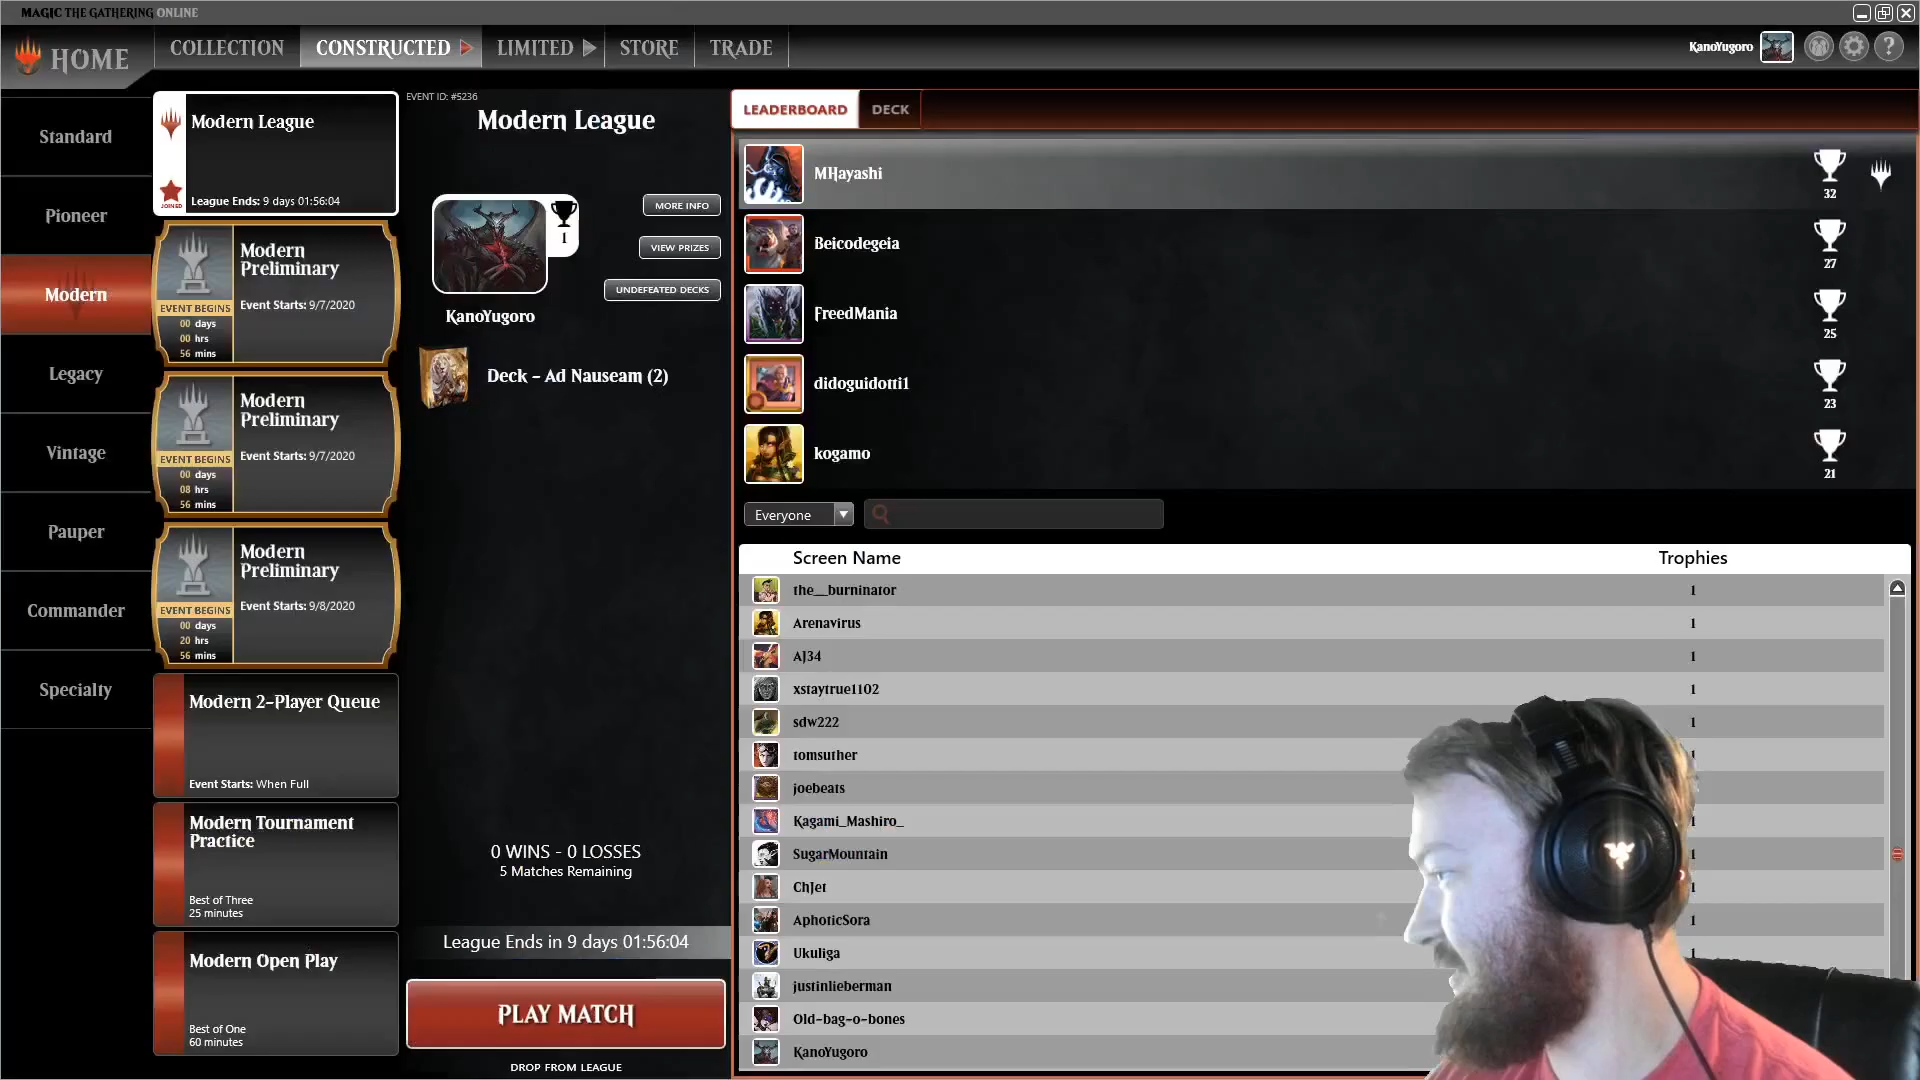 MAGIC THE GATHERING ONLINE
HOME
COLLECTION
CONSTRUCTED
LIMITED
STORE
TRADE
KanoYugoro
?
Standard
Pioneer
Modern
Legacy
Vintage
Pauper
Commander
Specialty
Modern League
JOINED
League Ends: 9 days 01:56:04
Modern
Preliminary
Event Starts: 9/7/2020
EVENT BEGINS
00 days
00 hrs
56 mins
Modern
Preliminary
Event Starts: 9/7/2020
EVENT BEGINS
00 days
08 hrs
56 mins
Modern
Preliminary
Event Starts: 9/8/2020
EVENT BEGINS
00 days
20 hrs
56 mins
Modern 2-Player Queue
Event Starts: When Full
Modern Tournament
Practice
Best of Three
25 minutes
Modern Open Play
Best of One
60 minutes
EVENT ID: #5236
Modern League
1
MORE INFO
VIEW PRIZES
UNDEFEATED DECKS
KanoYugoro
Deck - Ad Nauseam (2)
0 WINS - 0 LOSSES
5 Matches Remaining
League Ends in 9 days 01:56:04
PLAY MATCH
DROP FROM LEAGUE
LEADERBOARD
DECK
MHayashi
32
Beicodegeia
27
FreedMania
25
didoguidotti1
23
kogamo
21
Everyone
Screen Name Trophies
the__burninator 1
Arenavirus 1
AJ34 1
xstaytrue1102 1
sdw222 1
tomsuther 1
joebeats
Kagami_Mashiro_ 1
SugarMountain 1
ChJet 1
AphoticSora 1
Ukuliga 1
justinlieberman
Old-bag-o-bones
KanoYugoro